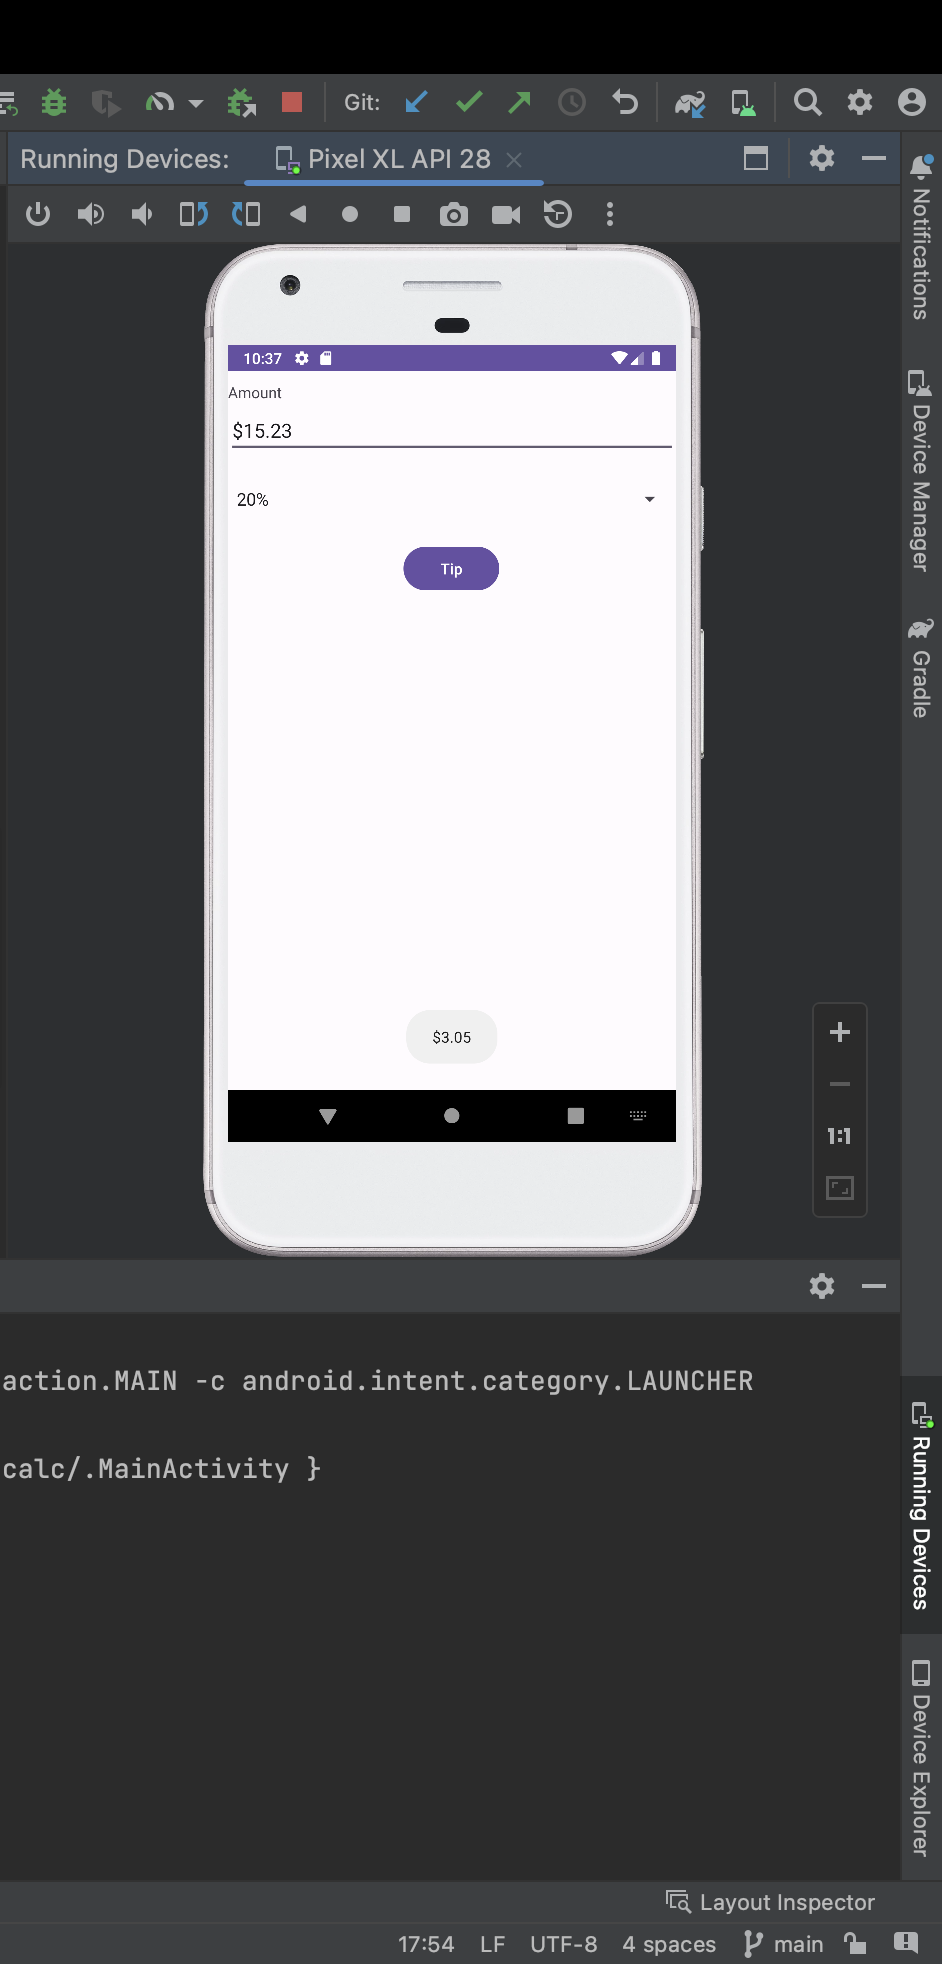 Git:
Running Devices:
Pixel XL API 28
Notifications
Device Manager
Gradle
10:37
Amount
$15.23
20%
Tip
$3.05
1:1
action.MAIN -c android.intent.category.LAUNCHER
calc/.MainActivity }
Running Devices
Device Explorer
Layout Inspector
17:54 LF UTF-8 4 spaces main